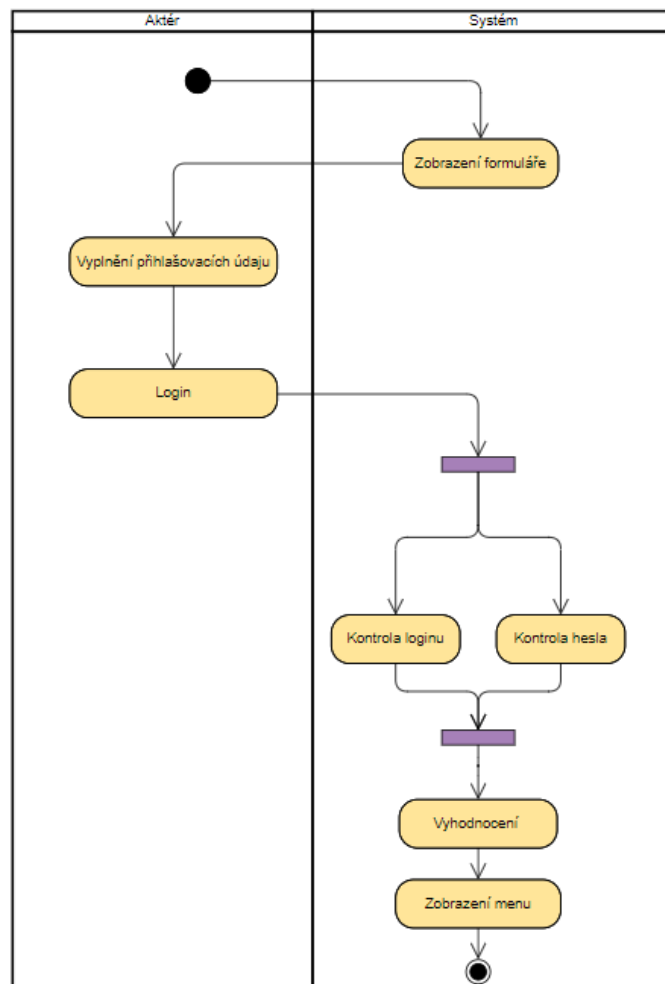 Aktér
Systém
Zobrazení formuláře
Vyplnění přihlašovacích údaju
Login
Kontrola loginu
Kontrola hesla
Vyhodnocení
Zobrazení menu